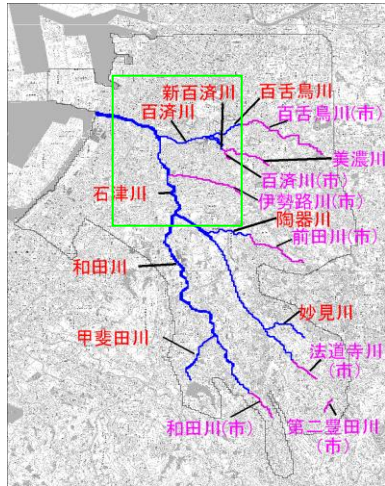 新百済川
百舌鳥川
百済川
百舌鳥川(市)
美濃川
百済川(市)
石津川
伊勢路川(市)
陶器川
前田川(市)
和田川
妙見川
甲斐田川
法道寺川
(市)
和田川(市)
第二豊田川
(市)